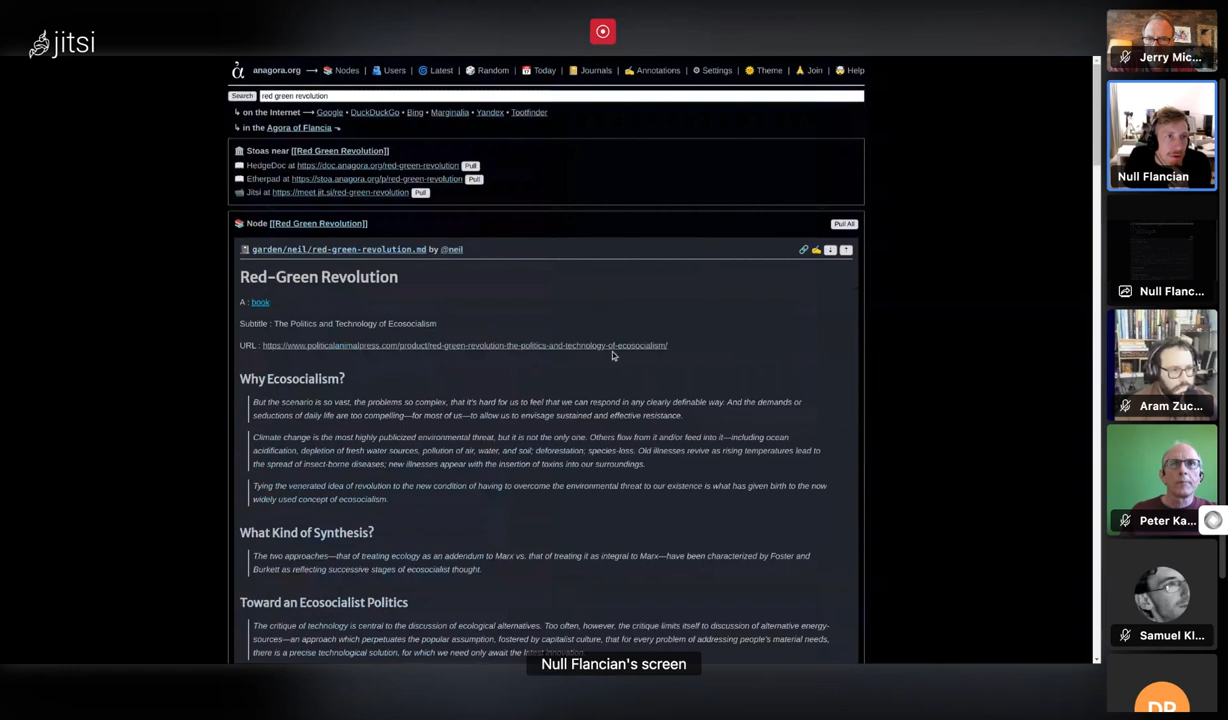 jitsi
anagora.org ⟶ 📚 Nodes 👥 Users 🌀 Latest 🎲 Random 📅 Today 📔 Journals ✍ Annotations ⚙ Settings 🌞 Theme 🙏 Join 🤯 Help
Search red green revolution
↳ on the Internet ⟶ Google • DuckDuckGo • Bing • Marginalia • Yandex • Tootfinder
↳ in the Agora of Flancia ⤵
🏛 Stoas near [[Red Green Revolution]]
📖 HedgeDoc at https://doc.anagora.org/red-green-revolution Pull
📖 Etherpad at https://stoa.anagora.org/p/red-green-revolution Pull
📹 Jitsi at https://meet.jit.si/red-green-revolution Pull
📚 Node [[Red Green Revolution]] Pull All
📓 garden/neil/red-green-revolution.md by @neil
Red-Green Revolution
A : book
Subtitle : The Politics and Technology of Ecosocialism
URL : https://www.politicalanimalpress.com/product/red-green-revolution-the-politics-and-technology-of-ecosocialism/
Why Ecosocialism?
But the scenario is so vast, the problems so complex, that it's hard for us to feel that we can respond in any clearly definable way. And the demands or
seductions of daily life are too compelling—for most of us—to allow us to envisage sustained and effective resistance.
Climate change is the most highly publicized environmental threat, but it is not the only one. Others flow from it and/or feed into it—including ocean
acidification, depletion of fresh water sources, pollution of air, water, and soil; deforestation; species-loss. Old illnesses revive as rising temperatures lead to
the spread of insect-borne diseases; new illnesses appear with the insertion of toxins into our surroundings.
Tying the venerated idea of revolution to the new condition of having to overcome the environmental threat to our existence is what has given birth to the now
widely used concept of ecosocialism.
What Kind of Synthesis?
The two approaches—that of treating ecology as an addendum to Marx vs. that of treating it as integral to Marx—have been characterized by Foster and
Burkett as reflecting successive stages of ecosocialist thought.
Toward an Ecosocialist Politics
The critique of technology is central to the discussion of ecological alternatives. Too often, however, the critique limits itself to discussion of alternative energy-
sources—an approach which perpetuates the popular assumption, fostered by capitalist culture, that for every problem of addressing people's material needs,
there is a precise technological solution, for which we need only await the latest innovation.
Null Flancian's screen
Jerry Mic...
Null Flancian
Null Flanc...
Aram Zuc...
Peter Ka...
Samuel Kl...
DP